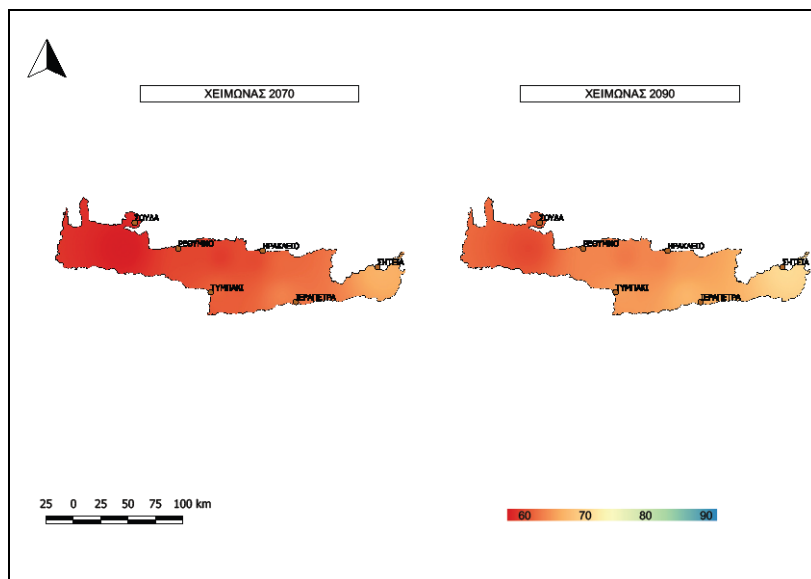 ΧΕΙΜΩΝΑΣ 2070
ΧΕΙΜΩΝΑΣ 2090
ΣΟΥΔΑ
ΡΕΘΥΜΝΟ
ΗΡΑΚΛΕΙΟ
ΣΗΤΕΙΑ
ΤΥΜΠΑΚΙ
ΙΕΡΑΠΕΤΡΑ
ΣΟΥΔΑ
ΡΕΘΥΜΝΟ
ΗΡΑΚΛΕΙΟ
ΣΗΤΕΙΑ
ΤΥΜΠΑΚΙ
ΙΕΡΑΠΕΤΡΑ
25 0 25 50 75 100 km
60 70 80 90